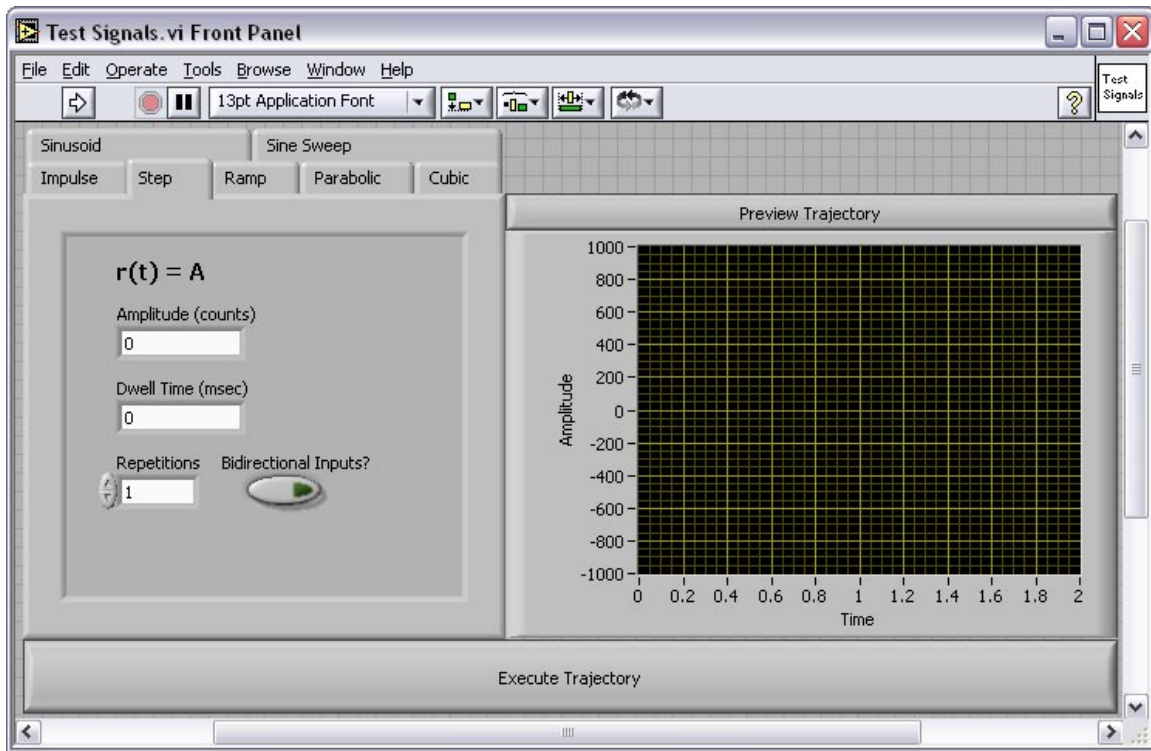 Test Signals.vi Front Panel
File Edit Operate Tools Browse Window Help
13pt Application Font
?
Test
Signals
Sinusoid Sine Sweep
Impulse Step Ramp Parabolic Cubic
r(t) = A
Amplitude (counts)
0
Dwell Time (msec)
0
Repetitions Bidirectional Inputs?
1
Preview Trajectory
1000
800
600
400
200
0
-200
-400
-600
-800
-1000
Amplitude
0 0.2 0.4 0.6 0.8 1 1.2 1.4 1.6 1.8 2
Time
Execute Trajectory